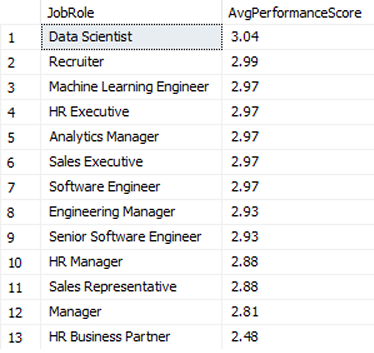 JobRole AvgPerformanceScore
1 Data Scientist 3.04
2 Recruiter 2.99
3 Machine Learning Engineer 2.97
4 HR Executive 2.97
5 Analytics Manager 2.97
6 Sales Executive 2.97
7 Software Engineer 2.97
8 Engineering Manager 2.93
9 Senior Software Engineer 2.93
10 HR Manager 2.88
11 Sales Representative 2.88
12 Manager 2.81
13 HR Business Partner 2.48